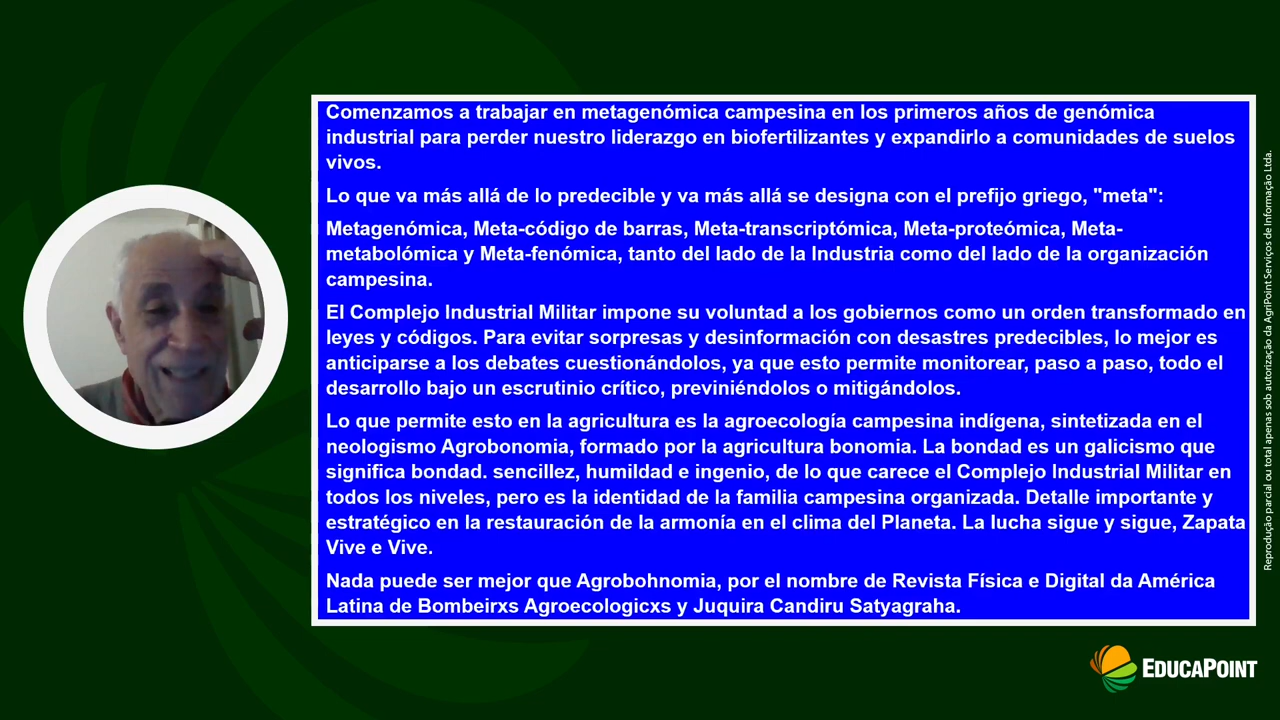 Comenzamos a trabajar en metagenómica campesina en los primeros años de genómica
industrial para perder nuestro liderazgo en biofertilizantes y expandirlo a comunidades de suelos
vivos.
Lo que va más allá de lo predecible y va más allá se designa con el prefijo griego, "meta":
Metagenómica, Meta-código de barras, Meta-transcriptómica, Meta-proteómica, Meta-
metabolómica y Meta-fenómica, tanto del lado de la Industria como del lado de la organización
campesina.
El Complejo Industrial Militar impone su voluntad a los gobiernos como un orden transformado en
leyes y códigos. Para evitar sorpresas y desinformación con desastres predecibles, lo mejor es
anticiparse a los debates cuestionándolos, ya que esto permite monitorear, paso a paso, todo el
desarrollo bajo un escrutinio crítico, previniéndolos o mitigándolos.
Lo que permite esto en la agricultura es la agroecología campesina indígena, sintetizada en el
neologismo Agrobonomia, formado por la agricultura bonomia. La bondad es un galicismo que
significa bondad. sencillez, humildad e ingenio, de lo que carece el Complejo Industrial Militar en
todos los niveles, pero es la identidad de la familia campesina organizada. Detalle importante y
estratégico en la restauración de la armonía en el clima del Planeta. La lucha sigue y sigue, Zapata
Vive e Vive.
Nada puede ser mejor que Agrobohnomia, por el nombre de Revista Física e Digital da América
Latina de Bombeirxs Agroecologicxs y Juquira Candiru Satyagraha.
EDUCAPOINT
Reprodução parcial ou total apenas sob autorização da AgriPoint Serviços de Informação Ltda.